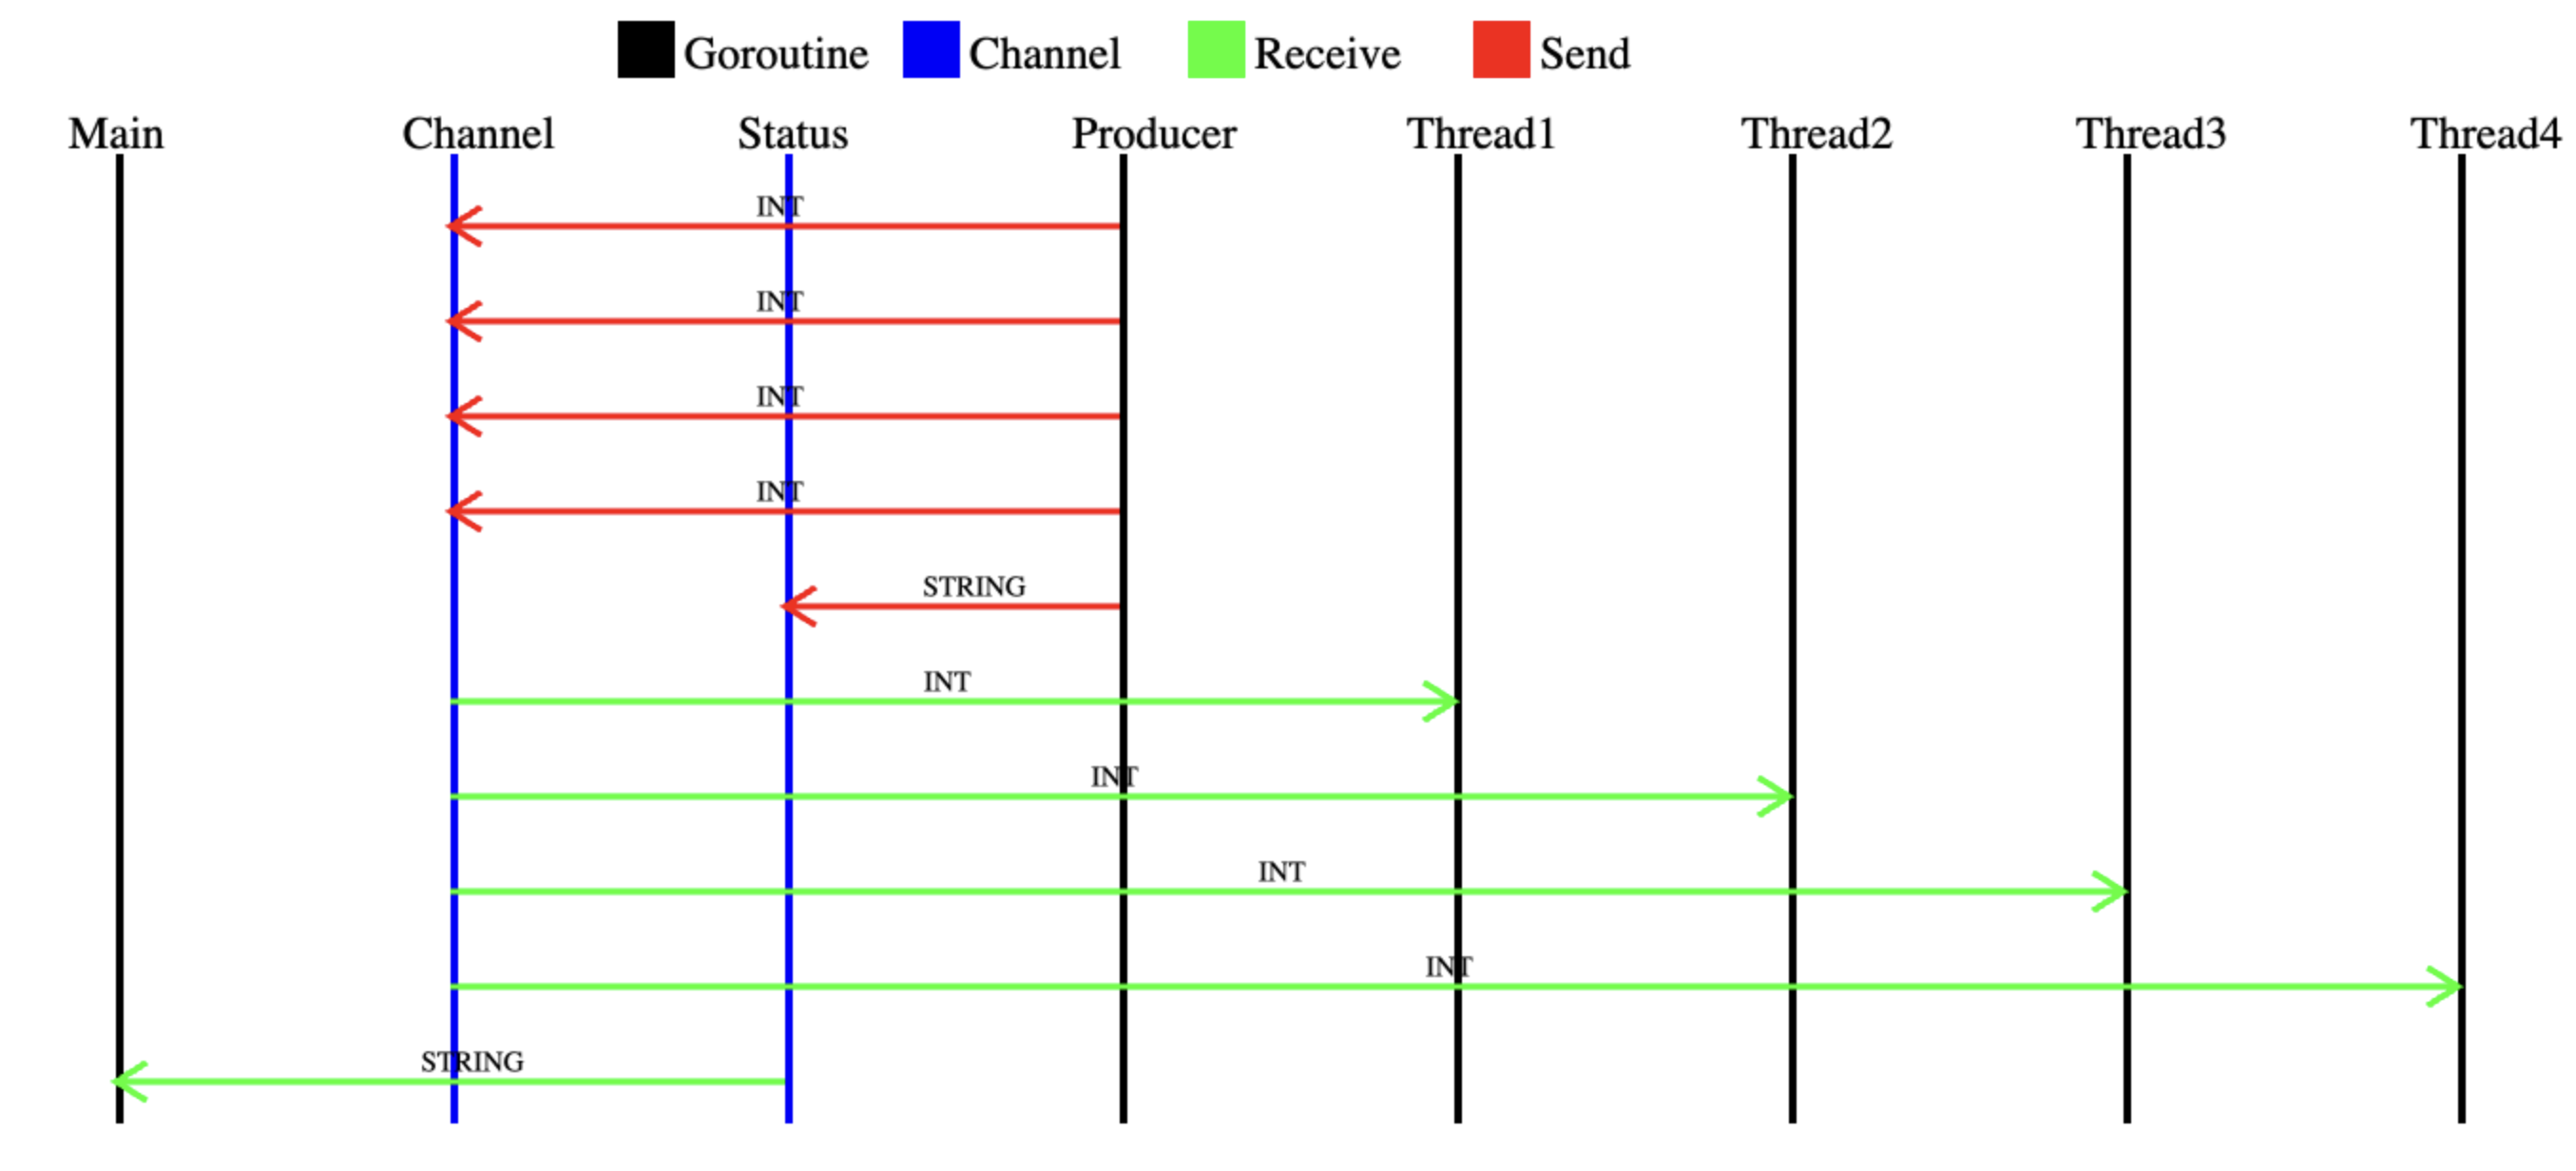 Goroutine Channel Receive Send
Main Channel Status Producer Thread1 Thread2 Thread3 Thread4
INT
INT
INT
INT
STRING
INT
INT
INT
INT
STRING